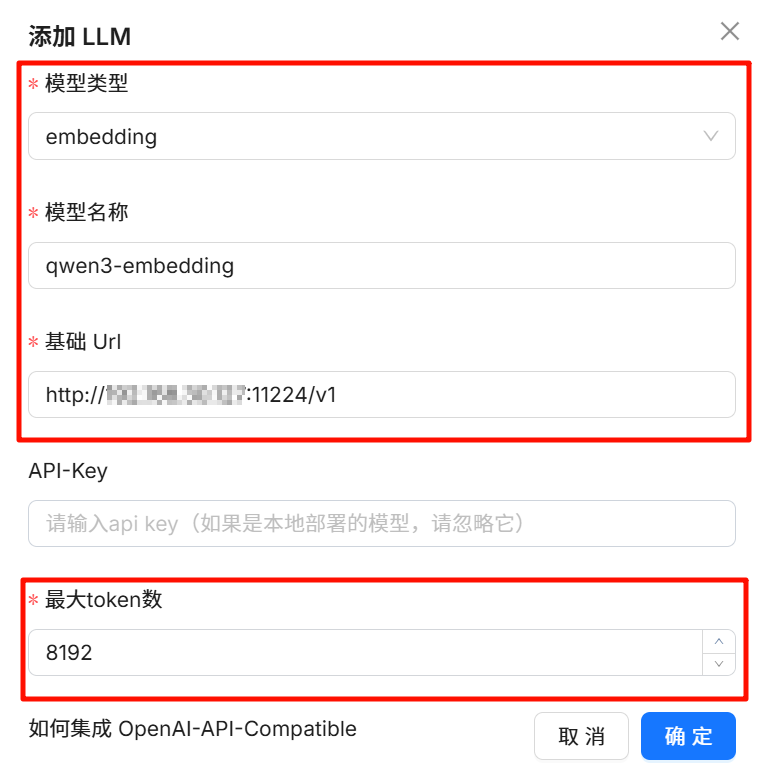 添加 LLM
* 模型类型
embedding
* 模型名称
qwen3-embedding
* 基础 Url
http:// :11224/v1
API-Key
请输入api key（如果是本地部署的模型，请忽略它）
* 最大token数
8192
如何集成 OpenAI-API-Compatible
取 消
确 定